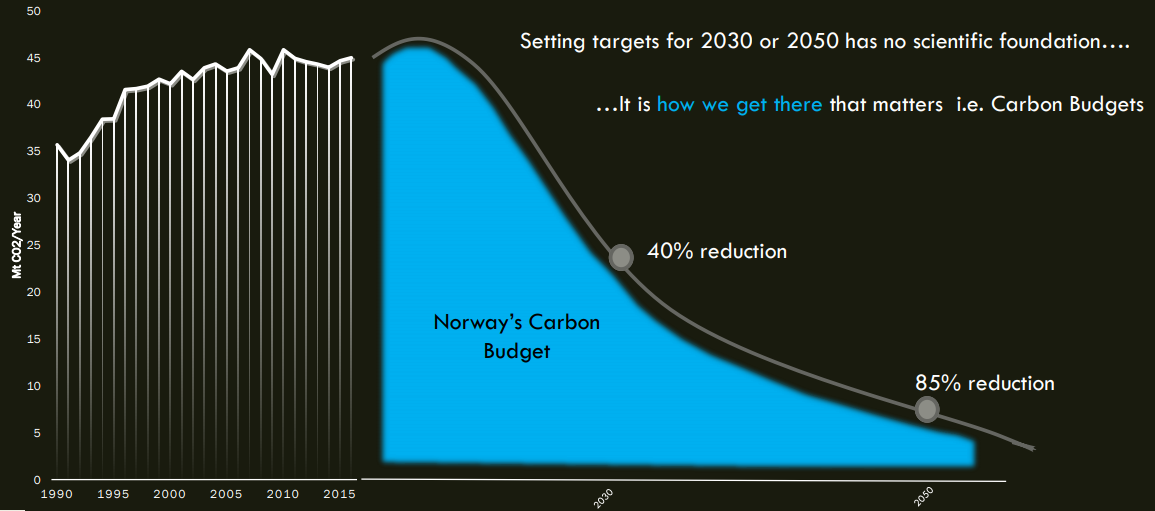 50
Setting targets for 2030 or 2050 has no scientific foundation….
45
…It is how we get there that matters  i.e. Carbon Budgets
40
35
30
Mt CO2/Year
25
40% reduction
20
Norway’s Carbon
Budget
15
10
85% reduction
5
0
1990 1995 2000 2005 2010 2015
2030
2050